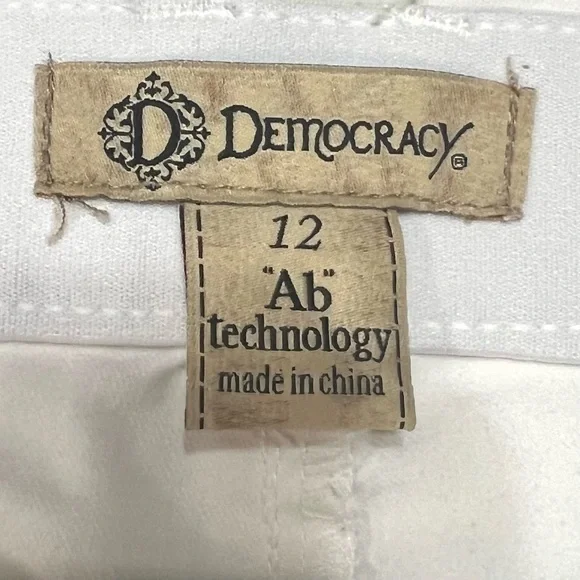 D DEMOCRACY®
12
"Ab"
technology
made in china